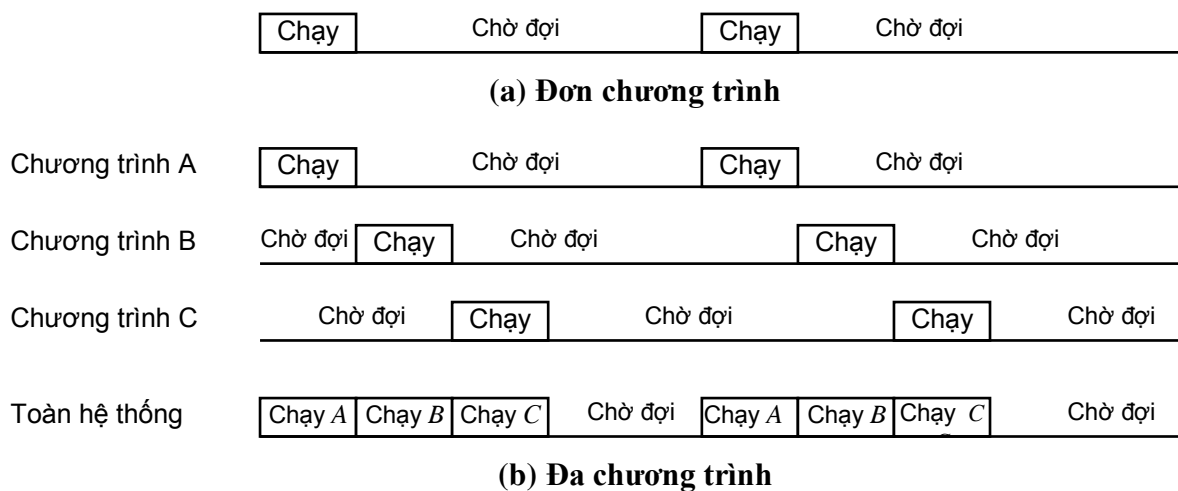 Chạy Chờ đợi Chạy Chờ đợi
(a) Đơn chương trình
Chương trình A Chạy Chờ đợi Chạy Chờ đợi
Chương trình B Chờ đợi Chạy Chờ đợi Chạy Chờ đợi
Chương trình C Chờ đợi Chạy Chờ đợi Chạy Chờ đợi
Toàn hệ thống Chạy A Chạy B Chạy C Chờ đợi Chạy A Chạy B Chạy C Chờ đợi
(b) Đa chương trình